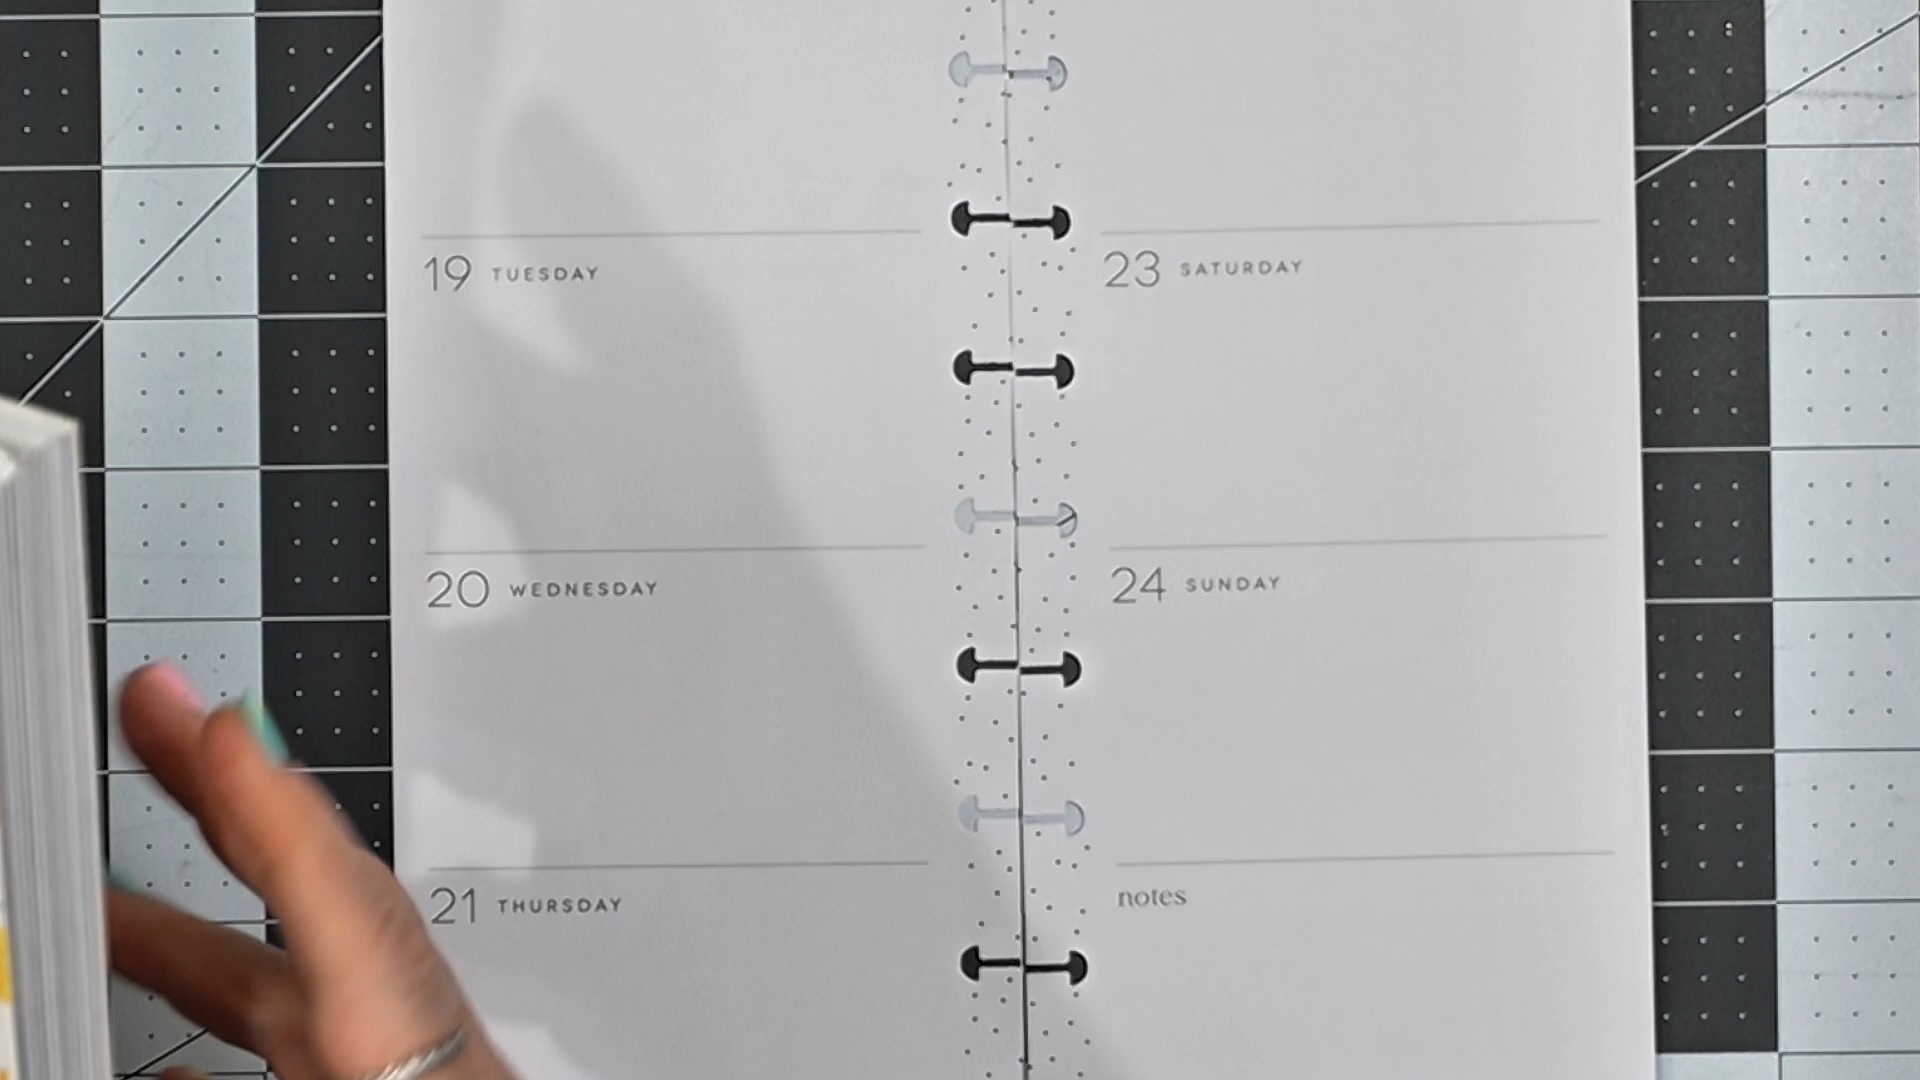 19 TUESDAY
20 WEDNESDAY
21 THURSDAY
23 SATURDAY
24 SUNDAY
notes